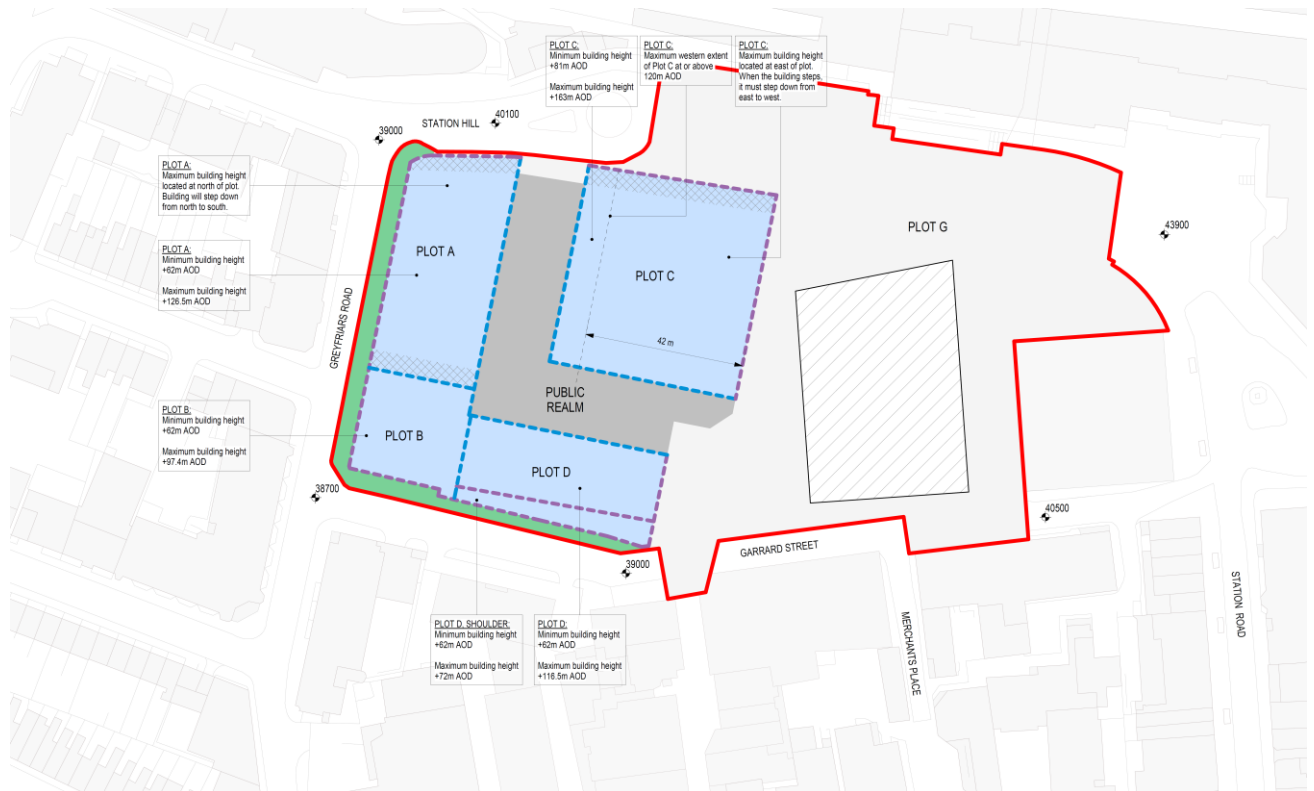 PLOT C:
Minimum building height
+81m AOD
Maximum building height
+163m AOD
PLOT C:
Maximum western extent
of Plot C at or above
120m AOD
PLOT C:
Maximum building height
located at east of plot.
When the building steps,
it must step down from
east to west.
STATION HILL
40100
39000
PLOT A:
Maximum building height
located at north of plot.
Building will step down
from north to south.
PLOT A:
Minimum building height
+62m AOD
Maximum building height
+126.5m AOD
PLOT A
PLOT C
PLOT G
43900
GREYFRIARS ROAD
42 m
PUBLIC
REALM
PLOT B:
Minimum building height
+62m AOD
Maximum building height
+97.4m AOD
PLOT B
PLOT D
38700
40500
GARRARD STREET
39000
STATION ROAD
MERCHANTS PLACE
PLOT D, SHOULDER:
Minimum building height
+62m AOD
Maximum building height
+72m AOD
PLOT D:
Minimum building height
+62m AOD
Maximum building height
+116.5m AOD